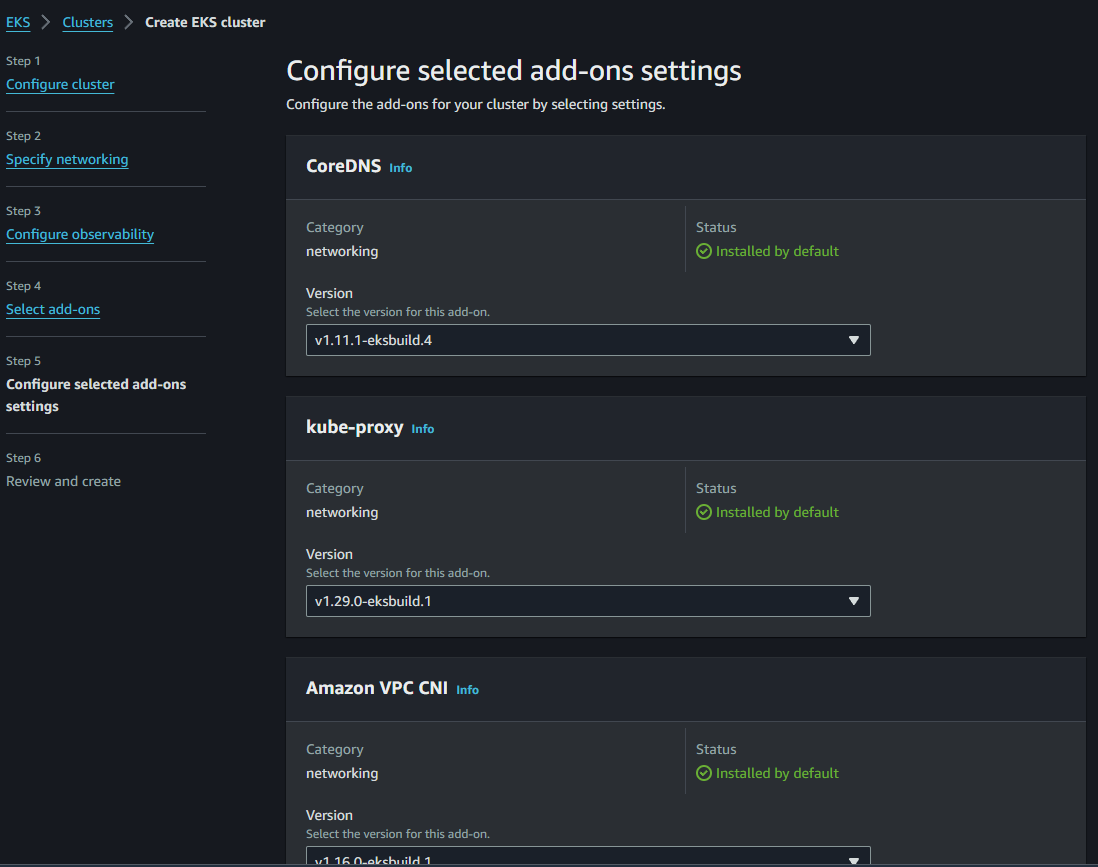 EKS > Clusters > Create EKS cluster
Step 1
Configure cluster
Step 2
Specify networking
Step 3
Configure observability
Step 4
Select add-ons
Step 5
Configure selected add-ons
settings
Step 6
Review and create
Configure selected add-ons settings
Configure the add-ons for your cluster by selecting settings.
CoreDNS Info
Category
networking
Status
Installed by default
Version
Select the version for this add-on.
v1.11.1-eksbuild.4
kube-proxy Info
Category
networking
Status
Installed by default
Version
Select the version for this add-on.
v1.29.0-eksbuild.1
Amazon VPC CNI Info
Category
networking
Status
Installed by default
Version
Select the version for this add-on.
v1.16.0-eksbuild.1